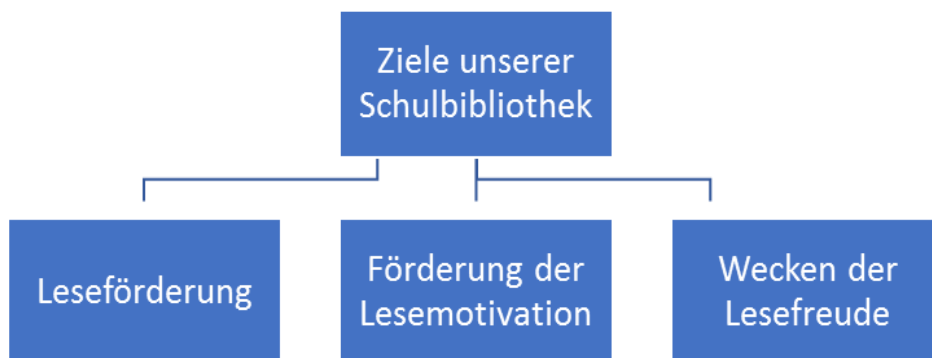 Ziele unserer
Schulbibliothek
Leseförderung
Förderung der
Lesemotivation
Wecken der
Lesefreude